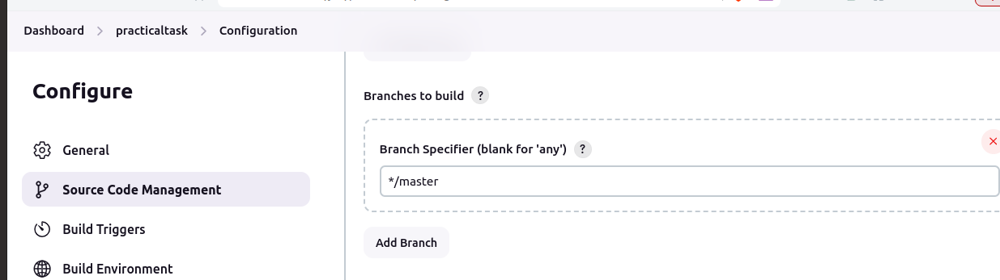 Dashboard > practicaltask > Configuration
Configure
General
Source Code Management
Build Triggers
Build Environment
Branches to build ?
Branch Specifier (blank for 'any') ?
*/master
Add Branch